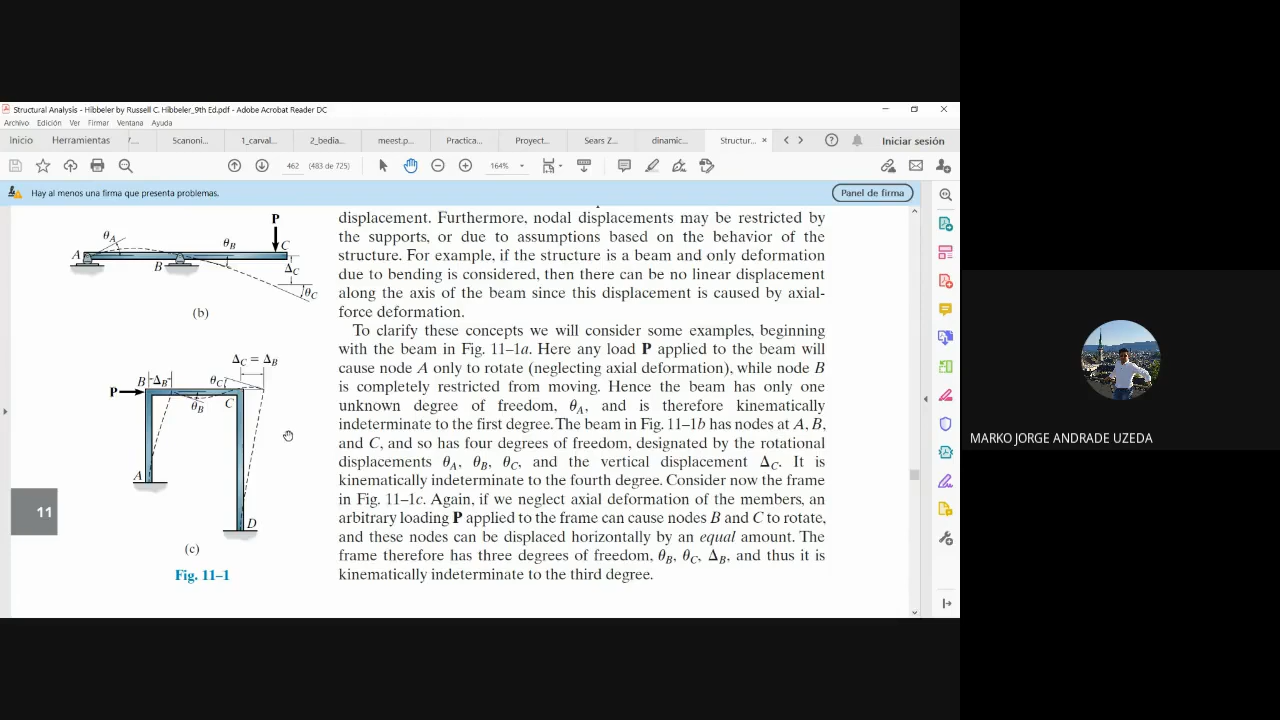 Structural Analysis - Hibbeler by Russell C. Hibbeler_9th Ed.pdf - Adobe Acrobat Reader DC
Archivo Edición Ver Firmar Ventana Ayuda
Inicio Herramientas Scanoni... 1_carval... 2_bedia... meest.p... Practica... Proyect... Sears Z... dinamic... Structur... × Iniciar sesión
462 (483 de 725) 164%
Hay al menos una firma que presenta problemas. Panel de firma
P
θA θB
A B C
ΔC
θC
(b)
ΔC = ΔB
B ΔB θC
P θB C
A
D
(c)
Fig. 11–1
11
displacement. Furthermore, nodal displacements may be restricted by
the supports, or due to assumptions based on the behavior of the
structure. For example, if the structure is a beam and only deformation
due to bending is considered, then there can be no linear displacement
along the axis of the beam since this displacement is caused by axial-
force deformation.
To clarify these concepts we will consider some examples, beginning
with the beam in Fig. 11–1a. Here any load P applied to the beam will
cause node A only to rotate (neglecting axial deformation), while node B
is completely restricted from moving. Hence the beam has only one
unknown degree of freedom, θA, and is therefore kinematically
indeterminate to the first degree. The beam in Fig. 11–1b has nodes at A, B,
and C, and so has four degrees of freedom, designated by the rotational
displacements θA, θB, θC, and the vertical displacement ΔC. It is
kinematically indeterminate to the fourth degree. Consider now the frame
in Fig. 11–1c. Again, if we neglect axial deformation of the members, an
arbitrary loading P applied to the frame can cause nodes B and C to rotate,
and these nodes can be displaced horizontally by an equal amount. The
frame therefore has three degrees of freedom, θB, θC, ΔB, and thus it is
kinematically indeterminate to the third degree.
MARKO JORGE ANDRADE UZEDA